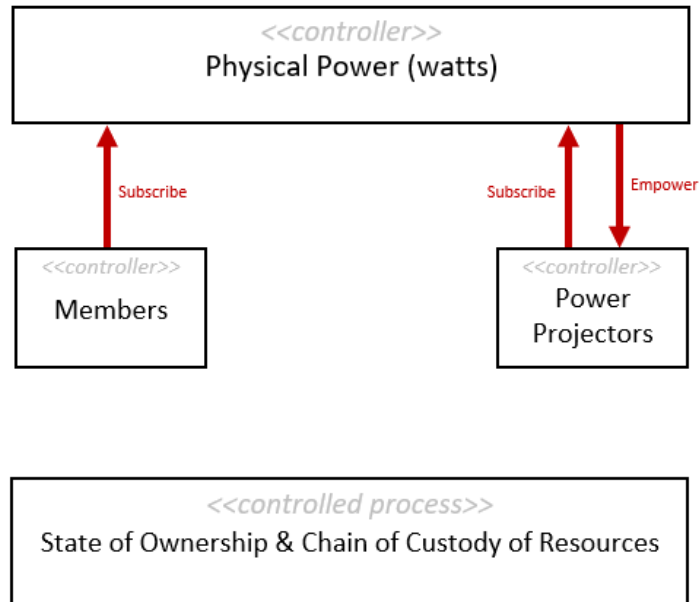 <<controller>>
Physical Power (watts)
Subscribe
Subscribe
Empower
<<controller>>
Members
<<controller>>
Power
Projectors
<<controlled process>>
State of Ownership & Chain of Custody of Resources